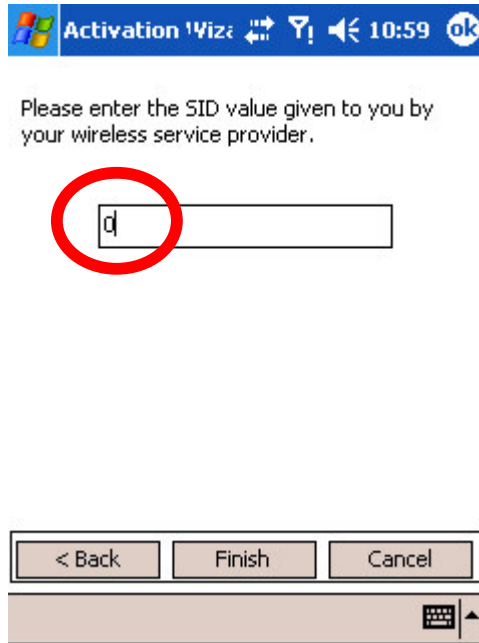 Activation Wiza 10:59 ok
Please enter the SID value given to you by
your wireless service provider.
0
< Back Finish Cancel